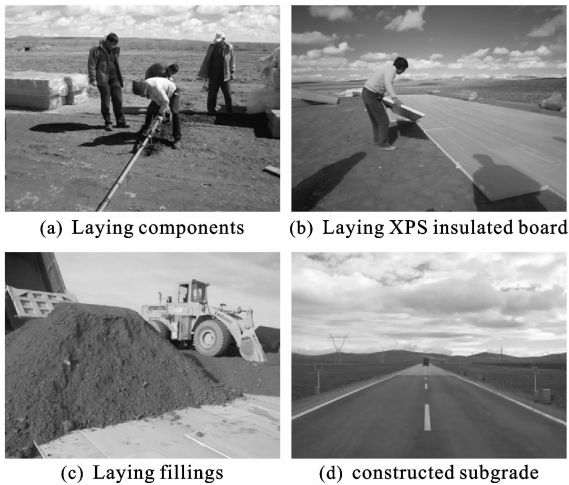 (a) Laying components
(b) Laying XPS insulated board
(c) Laying fillings
(d) constructed subgrade